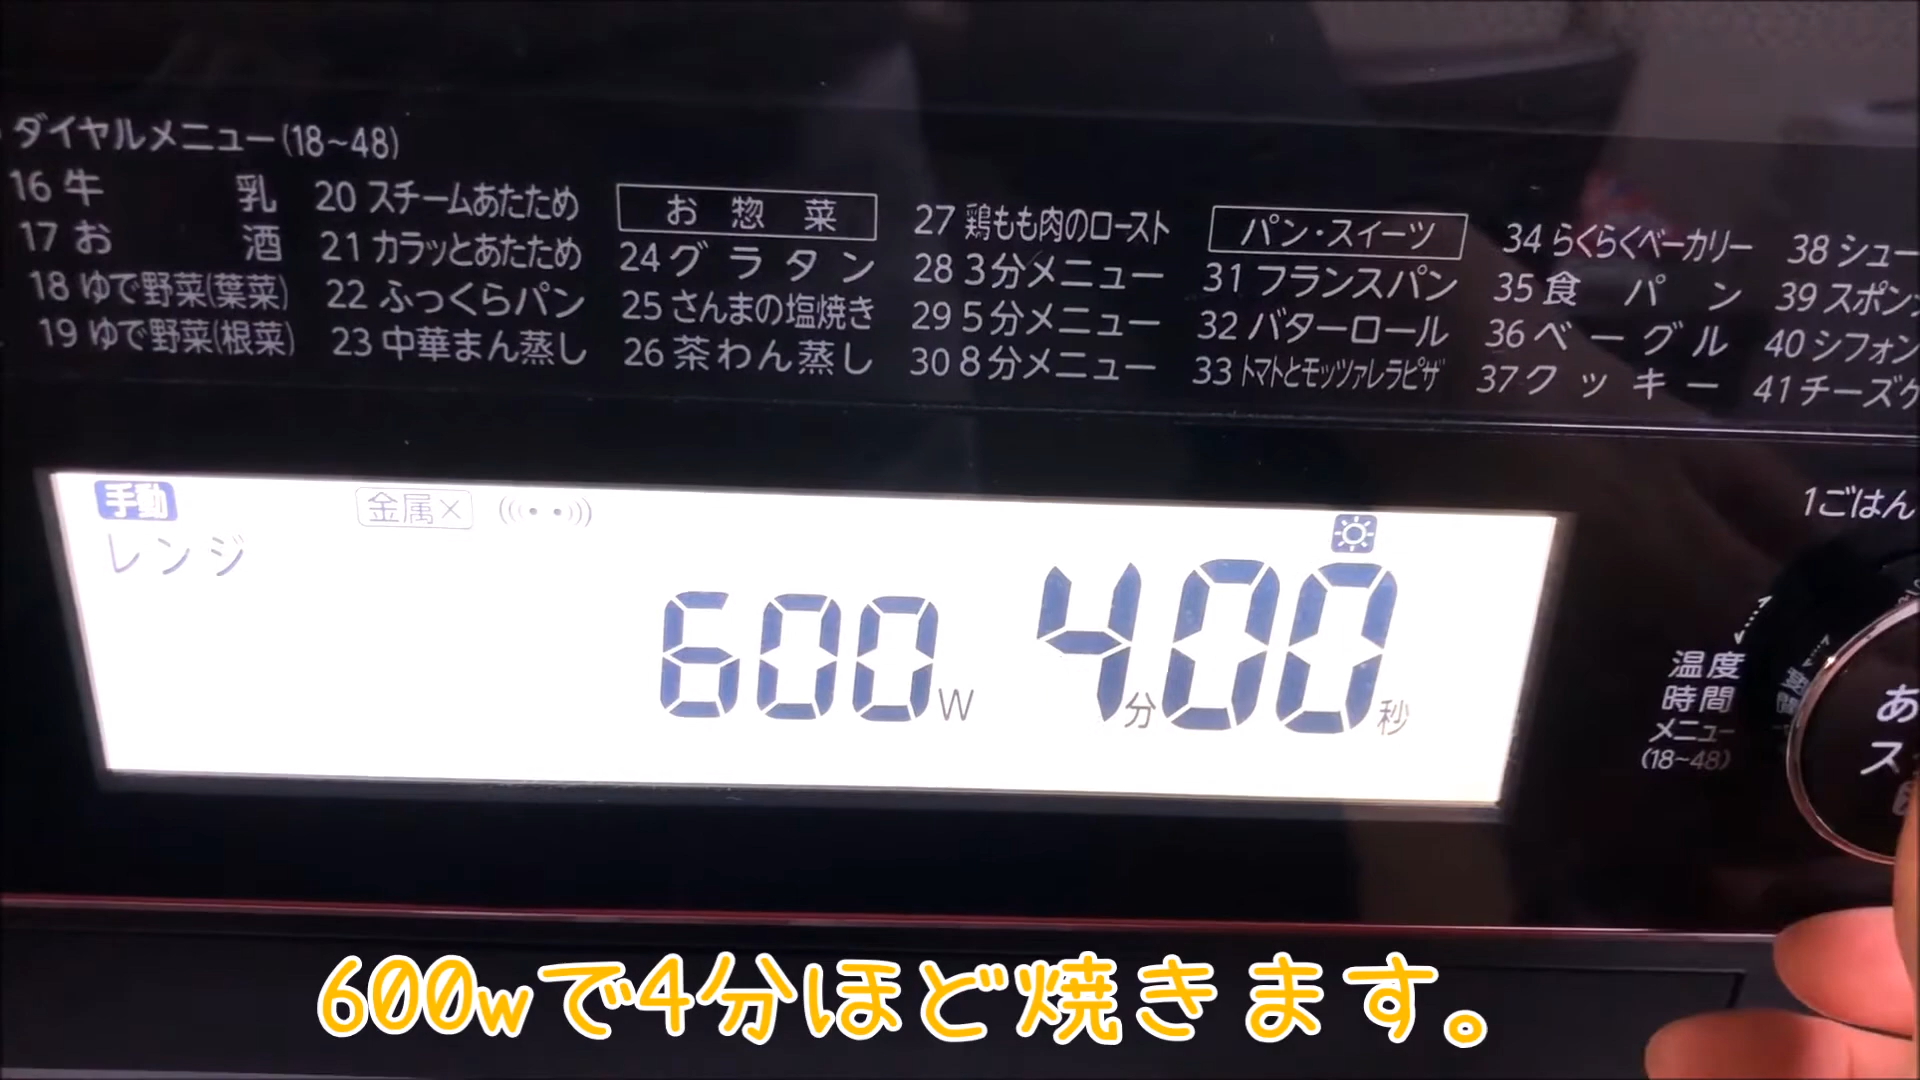 ダイヤルメニュー(18~48)
16 牛乳
17 お酒
18 ゆで野菜(葉菜)
19 ゆで野菜(根菜)
20 スチームあたため
21 カラッとあたため
22 ふっくらパン
23 中華まん蒸し
お惣菜
24 グラタン
25 さんまの塩焼き
26 茶わん蒸し
27 鶏もも肉のロースト
28 3分メニュー
29 5分メニュー
30 8分メニュー
パン・スイーツ
31 フランスパン
32 バターロール
33 トマトとモッツァレラピザ
34 らくらくベーカリー
35 食パン
36 ベーグル
37 クッキー
38 シュー
39 スポン
40 シフォン
41 チーズケ
手動
金属×
レンジ
600W 4分00秒
1ごはん
温度
時間
メニュー
(18~48)
あ
ス
600wで4分ほど焼きます。